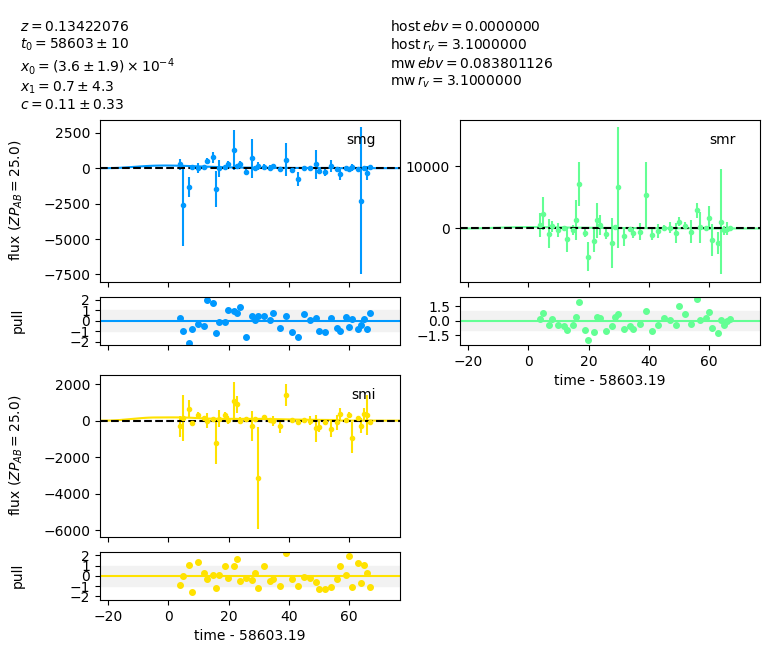 z = 0.13422076
t₀ = 58603 ± 10
x₀ = (3.6 ± 1.9) × 10⁻⁴
x₁ = 0.7 ± 4.3
c = 0.11 ± 0.33
host ebv = 0.0000000
host r_v = 3.1000000
mw ebv = 0.083801126
mw r_v = 3.1000000
smg
2500
0
−2500
−5000
−7500
flux (ZP_AB = 25.0)
smr
10000
0
2
1
0
−1
−2
pull
1.5
0.0
−1.5
−20
0
20
40
60
time - 58603.19
smi
2000
0
−2000
−4000
−6000
flux (ZP_AB = 25.0)
2
1
0
−1
−2
pull
−20
0
20
40
60
time - 58603.19